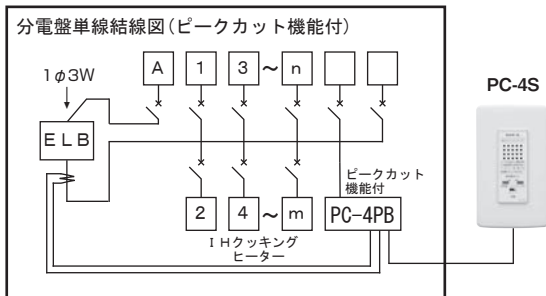 分電盤単線結線図(ピークカット機能付)
1φ3W
A 1 3～n
PC-4S
ELB
ピークカット
機能付
2 4～m PC-4PB
IHクッキング
ヒーター